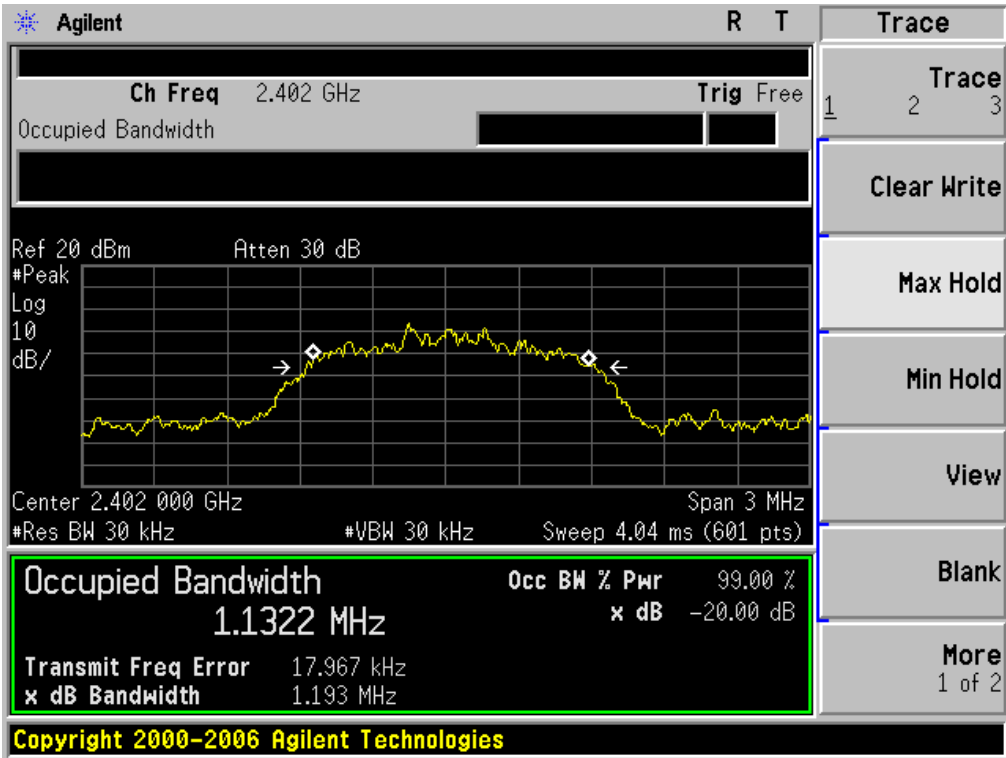 Agilent R T
Ch Freq 2.402 GHz Trig Free
Occupied Bandwidth
Ref 20 dBm Atten 30 dB
#Peak
Log
10
dB/
Center 2.402 000 GHz Span 3 MHz
#Res BW 30 kHz #VBW 30 kHz Sweep 4.04 ms (601 pts)
Occupied Bandwidth
1.1322 MHz
Occ BW % Pwr 99.00 %
x dB -20.00 dB
Transmit Freq Error 17.967 kHz
x dB Bandwidth 1.193 MHz
Copyright 2000-2006 Agilent Technologies
Trace
Trace
1 2 3
Clear Write
Max Hold
Min Hold
View
Blank
More
1 of 2